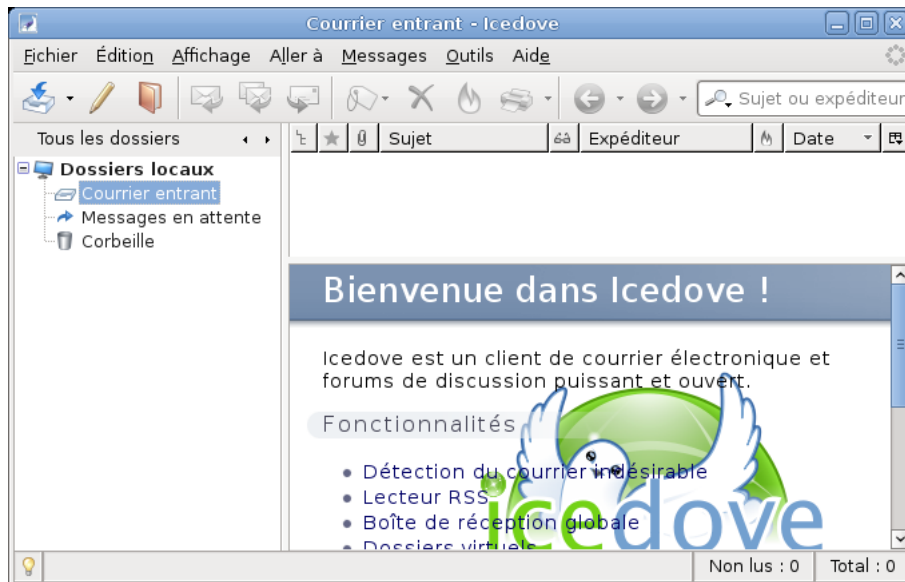 Courrier entrant - Icedove
Fichier Édition Affichage Aller à Messages Outils Aide
Sujet ou expéditeur
Tous les dossiers
Sujet Expéditeur Date
Dossiers locaux
Courrier entrant
Messages en attente
Corbeille
Bienvenue dans Icedove !
Icedove est un client de courrier électronique et
forums de discussion puissant et ouvert.
Fonctionnalités
Détection du courrier indésirable
Lecteur RSS
Boîte de réception globale
Dossiers virtuels
icedove
Non lus : 0 Total : 0